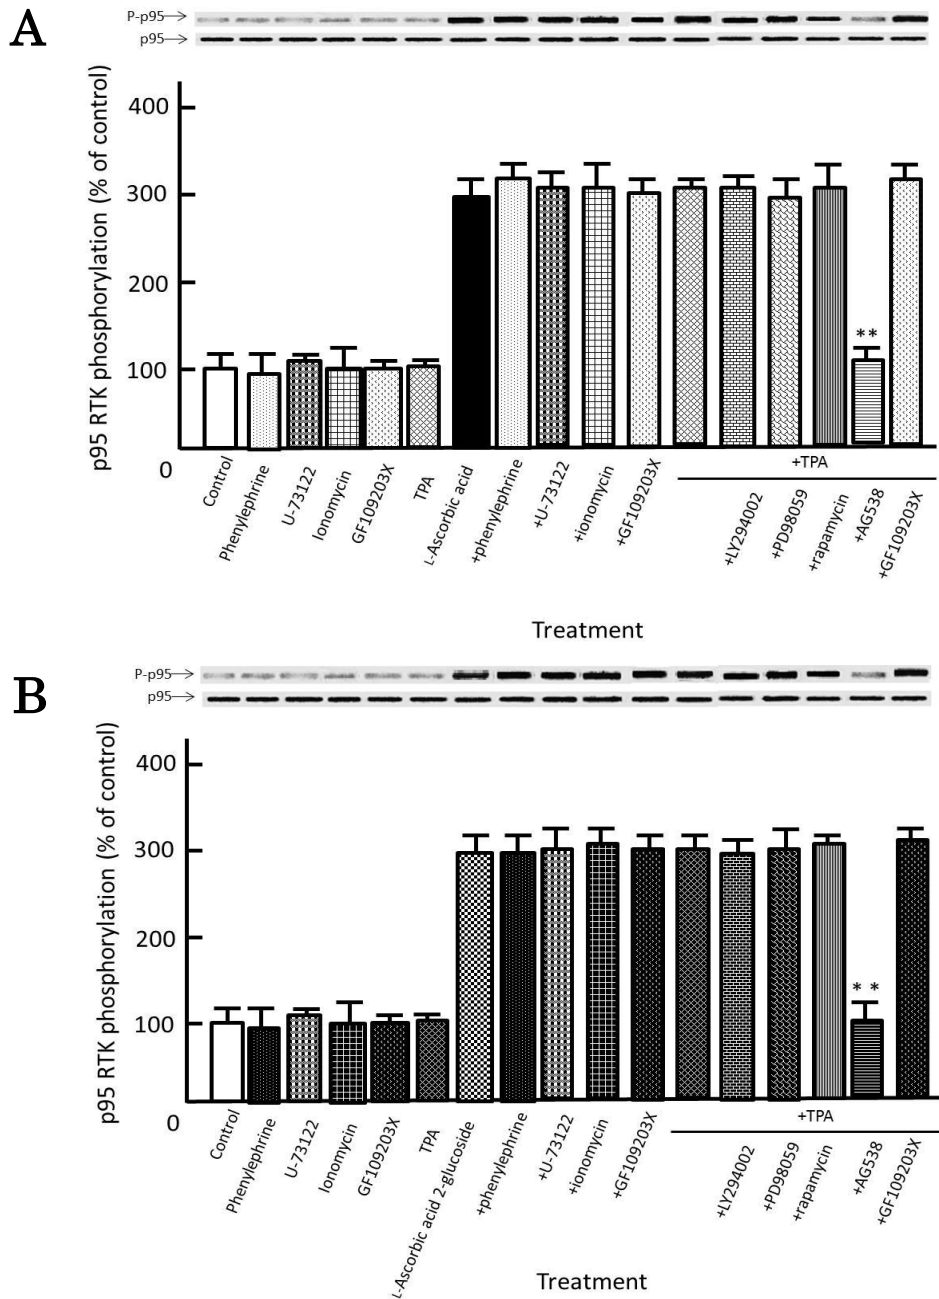 A
P-p95
p95
p95 RTK phosphorylation (% of control)
400
300
200
100
0
**
Control
Phenylephrine
U-73122
Ionomycin
GF109203X
TPA
L-Ascorbic acid
+phenylephrine
+U-73122
+ionomycin
+GF109203X
+TPA
+LY294002
+PD98059
+rapamycin
+AG538
+GF109203X
Treatment
B
P-p95
p95
p95 RTK phosphorylation (% of control)
400
300
200
100
0
* *
Control
Phenylephrine
U-73122
Ionomycin
GF109203X
TPA
L-Ascorbic acid 2-glucoside
+phenylephrine
+U-73122
+ionomycin
+GF109203X
+TPA
+LY294002
+PD98059
+rapamycin
+AG538
+GF109203X
Treatment